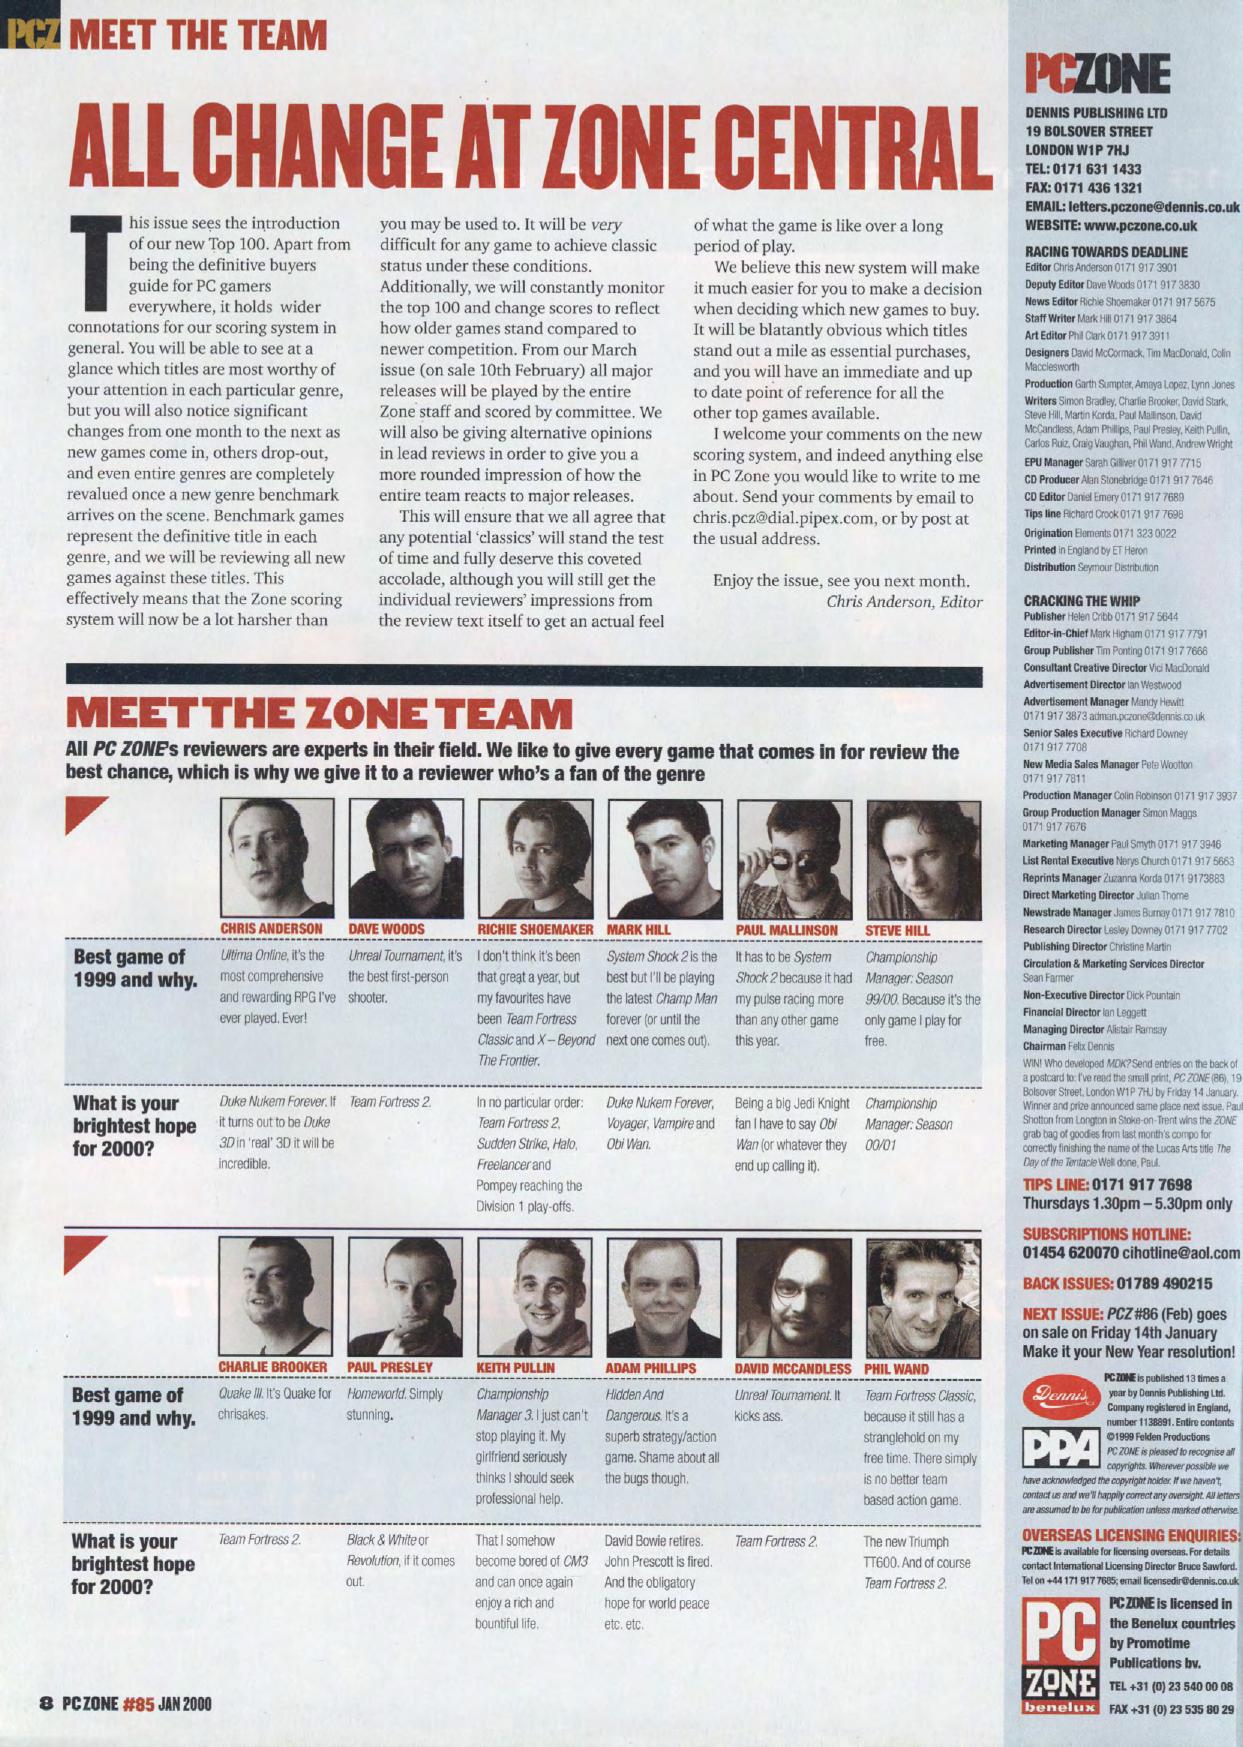 PCZ MEET THE TEAM
ALL CHANGE AT ZONE CENTRAL
This issue sees the introduction
of our new Top 100. Apart from
being the definitive buyers
guide for PC gamers
everywhere, it holds wider
connotations for our scoring system in
general. You will be able to see at a
glance which titles are most worthy of
your attention in each particular genre,
but you will also notice significant
changes from one month to the next as
new games come in, others drop-out,
and even entire genres are completely
revalued once a new genre benchmark
arrives on the scene. Benchmark games
represent the definitive title in each
genre, and we will be reviewing all new
games against these titles. This
effectively means that the Zone scoring
system will now be a lot harsher than
you may be used to. It will be very
difficult for any game to achieve classic
status under these conditions.
Additionally, we will constantly monitor
the top 100 and change scores to reflect
how older games stand compared to
newer competition. From our March
issue (on sale 10th February) all major
releases will be played by the entire
Zone staff and scored by committee. We
will also be giving alternative opinions
in lead reviews in order to give you a
more rounded impression of how the
entire team reacts to major releases.
This will ensure that we all agree that
any potential ‘classics’ will stand the test
of time and fully deserve this coveted
accolade, although you will still get the
individual reviewers’ impressions from
the review text itself to get an actual feel
of what the game is like over a long
period of play.
We believe this new system will make
it much easier for you to make a decision
when deciding which new games to buy.
It will be blatantly obvious which titles
stand out a mile as essential purchases,
and you will have an immediate and up
to date point of reference for all the
other top games available.
I welcome your comments on the new
scoring system, and indeed anything else
in PC Zone you would like to write to me
about. Send your comments by email to
chris.pcz@dial.pipex.com, or by post at
the usual address.
Enjoy the issue, see you next month.
Chris Anderson, Editor
MEET THE ZONE TEAM
All PC ZONE's reviewers are experts in their field. We like to give every game that comes in for review the
best chance, which is why we give it to a reviewer who's a fan of the genre
CHRIS ANDERSON
DAVE WOODS
RICHIE SHOEMAKER
MARK HILL
PAUL MALLINSON
STEVE HILL
Best game of
1999 and why.
Ultima Online, it's the
most comprehensive
and rewarding RPG I've
ever played. Ever!
Unreal Tournament, it's
the best first-person
shooter.
I don't think it's been
that great a year, but
my favourites have
been Team Fortress
Classic and X – Beyond
The Frontier.
System Shock 2 is the
best but I'll be playing
the latest Champ Man
forever (or until the
next one comes out).
It has to be System
Shock 2 because it had
my pulse racing more
than any other game
this year.
Championship
Manager: Season
99/00. Because it's the
only game I play for
free.
What is your
brightest hope
for 2000?
Duke Nukem Forever. If
it turns out to be Duke
3D in 'real' 3D it will be
incredible.
Team Fortress 2.
In no particular order:
Team Fortress 2,
Sudden Strike, Halo,
Freelancer and
Pompey reaching the
Division 1 play-offs.
Duke Nukem Forever,
Voyager, Vampire and
Obi Wan.
Being a big Jedi Knight
fan I have to say Obi
Wan (or whatever they
end up calling it).
Championship
Manager: Season
00/01
CHARLIE BROOKER
PAUL PRESLEY
KEITH PULLIN
ADAM PHILLIPS
DAVID MCCANDLESS
PHIL WAND
Best game of
1999 and why.
Quake III. It's Quake for
chrisakes.
Homeworld. Simply
stunning.
Championship
Manager 3. I just can't
stop playing it. My
girlfriend seriously
thinks I should seek
professional help.
Hidden And
Dangerous. It's a
superb strategy/action
game. Shame about all
the bugs though.
Unreal Tournament. It
kicks ass.
Team Fortress Classic,
because it still has a
stranglehold on my
free time. There simply
is no better team
based action game.
What is your
brightest hope
for 2000?
Team Fortress 2.
Black & White or
Revolution, if it comes
out.
That I somehow
become bored of CM3
and can once again
enjoy a rich and
bountiful life.
David Bowie retires.
John Prescott is fired.
And the obligatory
hope for world peace
etc. etc.
Team Fortress 2.
The new Triumph
TT600. And of course
Team Fortress 2.
8 PC ZONE #85 JAN 2000
PCZONE
DENNIS PUBLISHING LTD
19 BOLSOVER STREET
LONDON W1P 7HJ
TEL: 0171 631 1433
FAX: 0171 436 1321
EMAIL: letters.pczone@dennis.co.uk
WEBSITE: www.pczone.co.uk
RACING TOWARDS DEADLINE
Editor Chris Anderson 0171 917 3901
Deputy Editor Dave Woods 0171 917 3830
News Editor Richie Shoemaker 0171 917 5675
Staff Writer Mark Hill 0171 917 3864
Art Editor Phil Clark 0171 917 3911
Designers David McCormack, Tim MacDonald, Colin
Macclesworth
Production Garth Sumpter, Amaya Lopez, Lynn Jones
Writers Simon Bradley, Charlie Brooker, David Stark,
Steve Hill, Martin Korda, Paul Mallinson, David
McCandless, Adam Phillips, Paul Presley, Keith Pullin,
Carlos Ruiz, Craig Vaughan, Phil Wand, Andrew Wright
EPU Manager Sarah Gilliver 0171 917 7715
CD Producer Alan Stonebridge 0171 917 7646
CD Editor Daniel Emery 0171 917 7689
Tips line Richard Crook 0171 917 7698
Origination Elements 0171 323 0022
Printed in England by ET Heron
Distribution Seymour Distribution
CRACKING THE WHIP
Publisher Helen Cribb 0171 917 5644
Editor-in-Chief Mark Higham 0171 917 7791
Group Publisher Tim Ponting 0171 917 7666
Consultant Creative Director Vici MacDonald
Advertisement Director Ian Westwood
Advertisement Manager Mandy Hewitt
0171 917 3873 adman.pczone@dennis.co.uk
Senior Sales Executive Richard Downey
0171 917 7708
New Media Sales Manager Pete Wootton
0171 917 7811
Production Manager Colin Robinson 0171 917 3937
Group Production Manager Simon Maggs
0171 917 7676
Marketing Manager Paul Smyth 0171 917 3946
List Rental Executive Nerys Church 0171 917 5663
Reprints Manager Zuzanna Korda 0171 9173883
Direct Marketing Director Julian Thorne
Newstrade Manager James Burnay 0171 917 7810
Research Director Lesley Downey 0171 917 7702
Publishing Director Christine Martin
Circulation & Marketing Services Director
Sean Farmer
Non-Executive Director Dick Pountain
Financial Director Ian Leggett
Managing Director Alistair Ramsay
Chairman Felix Dennis
WIN! Who developed MDK? Send entries on the back of
a postcard to: I've read the small print, PC ZONE (86), 19
Bolsover Street, London W1P 7HJ by Friday 14 January.
Winner and prize announced same place next issue. Paul
Shotton from Longton in Stoke-on-Trent wins the ZONE
grab bag of goodies from last month's compo for
correctly finishing the name of the Lucas Arts title The
Day of the Tentacle Well done, Paul.
TIPS LINE: 0171 917 7698
Thursdays 1.30pm – 5.30pm only
SUBSCRIPTIONS HOTLINE:
01454 620070 cihotline@aol.com
BACK ISSUES: 01789 490215
NEXT ISSUE: PCZ #86 (Feb) goes
on sale on Friday 14th January
Make it your New Year resolution!
Dennis
PPA
PC ZONE is published 13 times a
year by Dennis Publishing Ltd.
Company registered in England,
number 1138891. Entire contents
©1999 Felden Productions
PC ZONE is pleased to recognise all
copyrights. Wherever possible we
have acknowledged the copyright holder. If we haven't,
contact us and we'll happily correct any oversight. All letters
are assumed to be for publication unless marked otherwise.
OVERSEAS LICENSING ENQUIRIES:
PC ZONE is available for licensing overseas. For details
contact International Licensing Director Bruce Sawford.
Tel on +44 171 917 7685; email licensedir@dennis.co.uk
PC ZONE benelux
PC ZONE is licensed in
the Benelux countries
by Promotime
Publications bv.
TEL +31 (0) 23 540 00 08
FAX +31 (0) 23 535 80 29